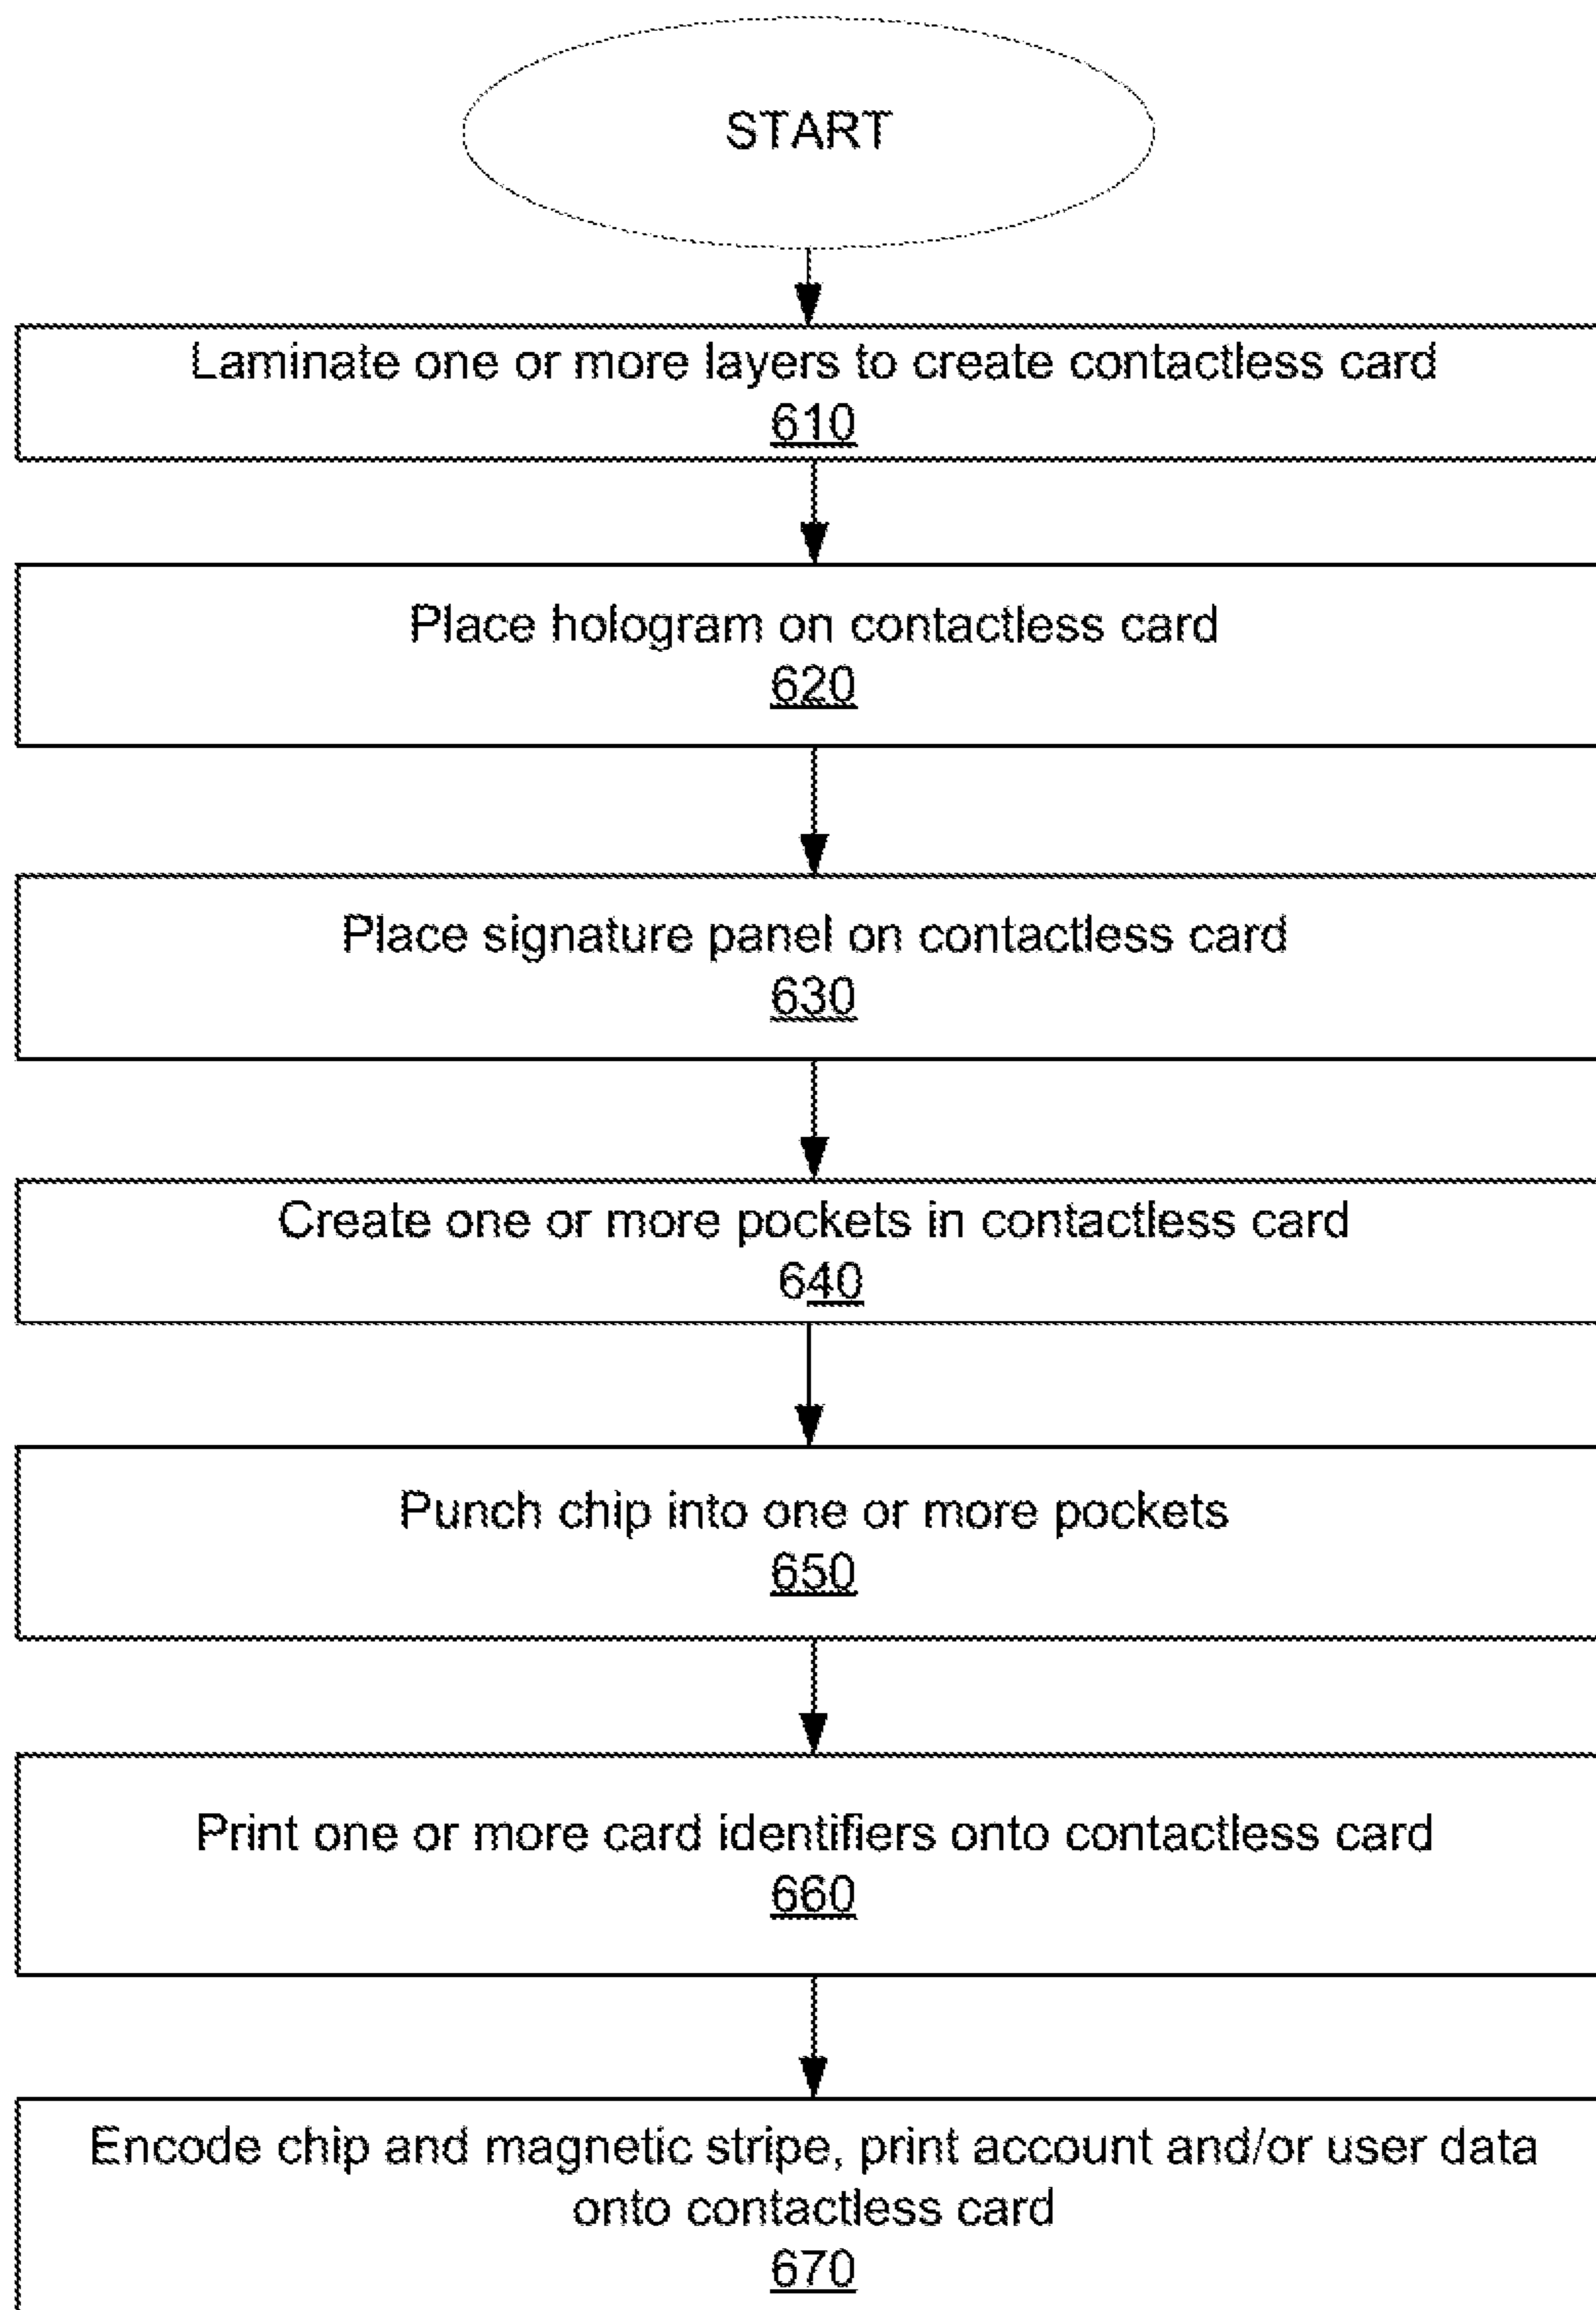 START
Laminate one or more layers to create contactless card
610
Place hologram on contactless card
620
Place signature panel on contactless card
630
Create one or more pockets in contactless card
640
Punch chip into one or more pockets
650
Print one or more card identifiers onto contactless card
660
Encode chip and magnetic stripe, print account and/or user data
onto contactless card
670